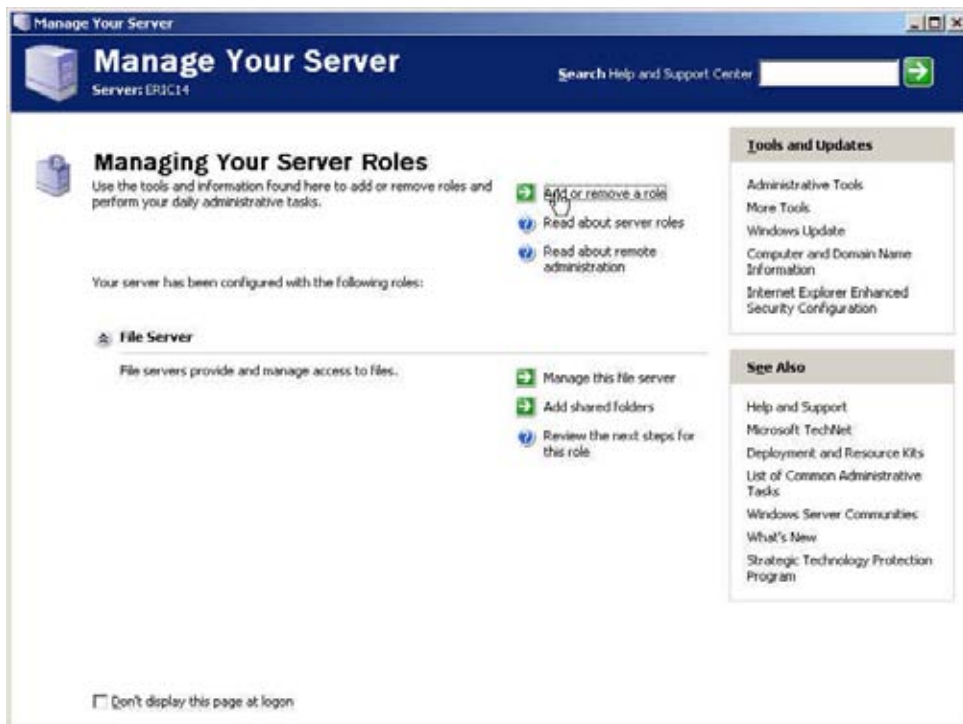 Manage Your Server
Manage Your Server
Server: ERIC14
Search Help and Support Center
Managing Your Server Roles
Use the tools and information found here to add or remove roles and
perform your daily administrative tasks.
Add or remove a role
Read about server roles
Read about remote
administration
Your server has been configured with the following roles:
File Server
File servers provide and manage access to files.
Manage this file server
Add shared folders
Review the next steps for
this role
Tools and Updates
Administrative Tools
More Tools
Windows Update
Computer and Domain Name
Information
Internet Explorer Enhanced
Security Configuration
See Also
Help and Support
Microsoft TechNet
Deployment and Resource Kits
List of Common Administrative
Tasks
Windows Server Communities
What's New
Strategic Technology Protection
Program
Don't display this page at logon